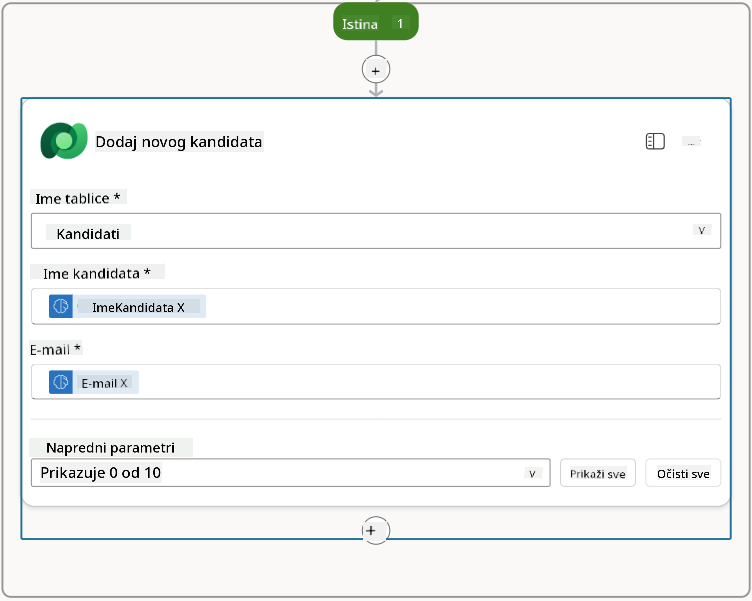 Istina 1
Dodaj novog kandidata
...
Ime tablice *
Kandidati
Ime kandidata *
ImeKandidata X
E-mail *
E-mail X
Napredni parametri
Prikazuje 0 od 10
Prikaži sve
Očisti sve